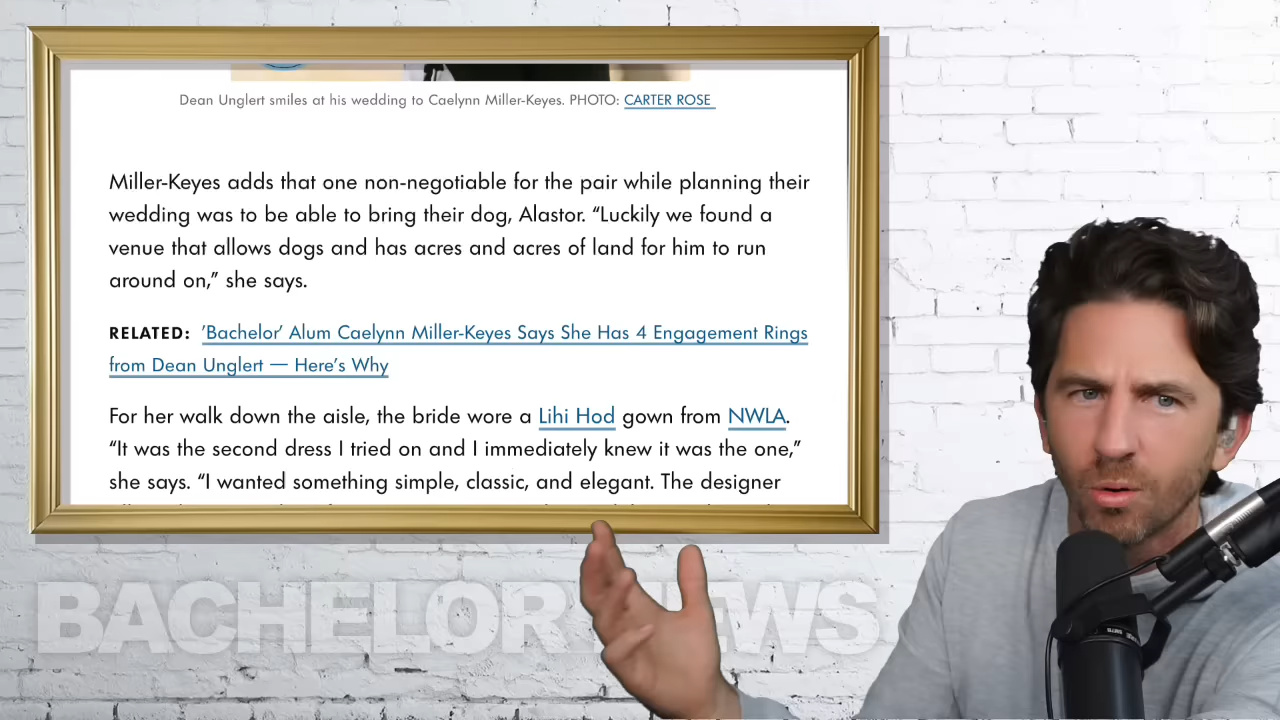 Dean Unglert smiles at his wedding to Caelynn Miller-Keyes. PHOTO: CARTER ROSE
Miller-Keyes adds that one non-negotiable for the pair while planning their
wedding was to be able to bring their dog, Alastor. “Luckily we found a
venue that allows dogs and has acres and acres of land for him to run
around on,” she says.
RELATED: ’Bachelor’ Alum Caelynn Miller-Keyes Says She Has 4 Engagement Rings
from Dean Unglert — Here’s Why
For her walk down the aisle, the bride wore a Lihi Hod gown from NWLA.
“It was the second dress I tried on and I immediately knew it was the one,”
she says. “I wanted something simple, classic, and elegant. The designer
BACHELOR NEWS